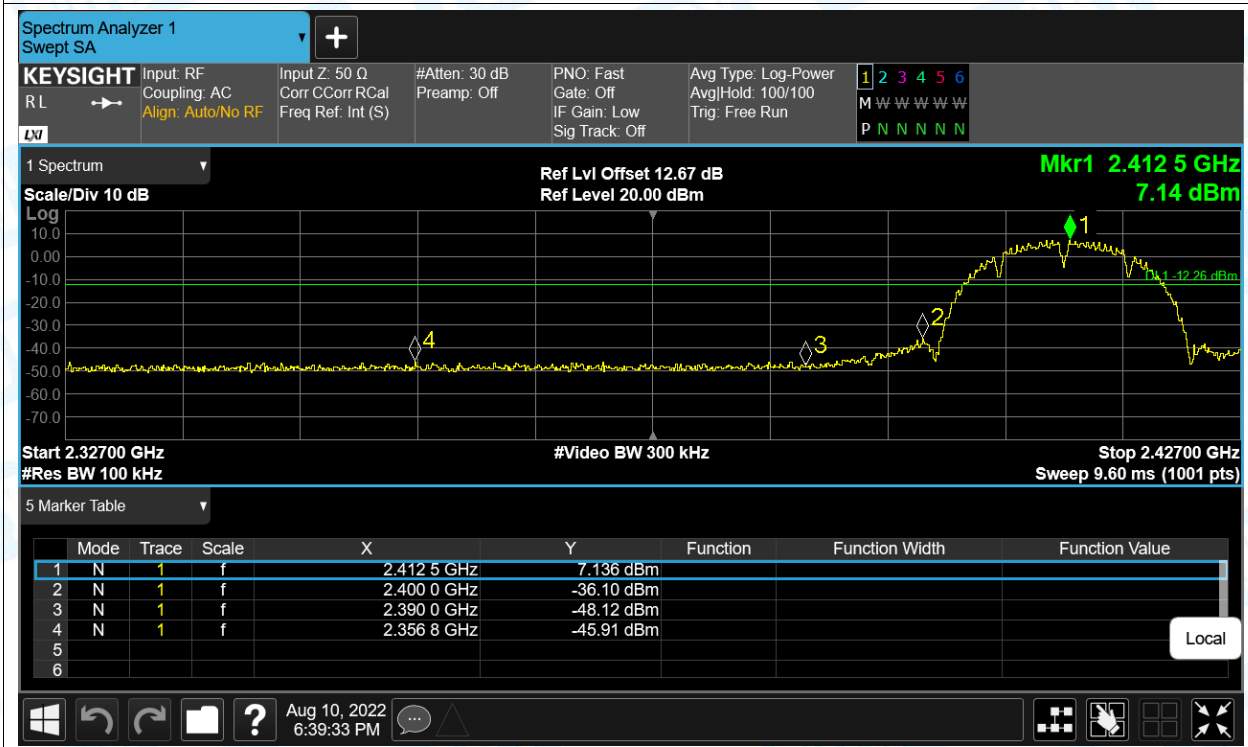 Spectrum Analyzer 1
Swept SA
KEYSIGHT Input: RF Input Z: 50 Ω #Atten: 30 dB PNO: Fast Avg Type: Log-Power 1 2 3 4 5 6
R L Coupling: AC Corr CCorr RCal Preamp: Off Gate: Off Avg|Hold: 100/100 M W W W W W W
Align: Auto/No RF Freq Ref: Int (S) IF Gain: Low Trig: Free Run
LXI Sig Track: Off P N N N N N
1 Spectrum Ref Lvl Offset 12.67 dB Mkr1 2.412 5 GHz
Scale/Div 10 dB Ref Level 20.00 dBm 7.14 dBm
Log
1
10.0
0.00
-10.0 DL1 -12.26 dBm
-20.0
-30.0 2
-40.0 4 3
-50.0
-60.0
-70.0
Start 2.32700 GHz #Video BW 300 kHz Stop 2.42700 GHz
#Res BW 100 kHz Sweep 9.60 ms (1001 pts)
5 Marker Table
Mode Trace Scale X Y Function Function Width Function Value
1 N 1 f 2.412 5 GHz 7.136 dBm
2 N 1 f 2.400 0 GHz -36.10 dBm
3 N 1 f 2.390 0 GHz -48.12 dBm
4 N 1 f 2.356 8 GHz -45.91 dBm
5
6
Local
? Aug 10, 2022
6:39:33 PM